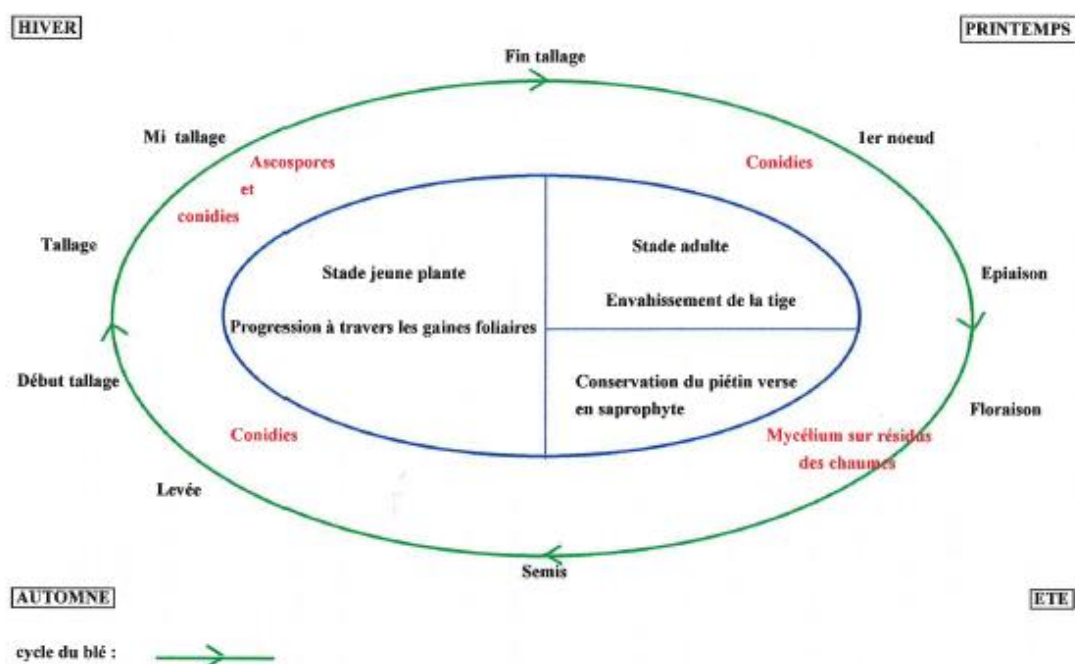 HIVER
PRINTEMPS
Fin tallage
Mi tallage
1er noeud
Ascospores
et
conidies
Conidies
Tallage
Stade adulte
Stade jeune plante
Epiaison
Envahissement de la tige
Progression à travers les gaines foliaires
Début tallage
Conservation du piétin verse
en saprophyte
Floraison
Conidies
Mycélium sur résidus
des chaumes
Levée
Semis
AUTOMNE
ETE
cycle du blé :